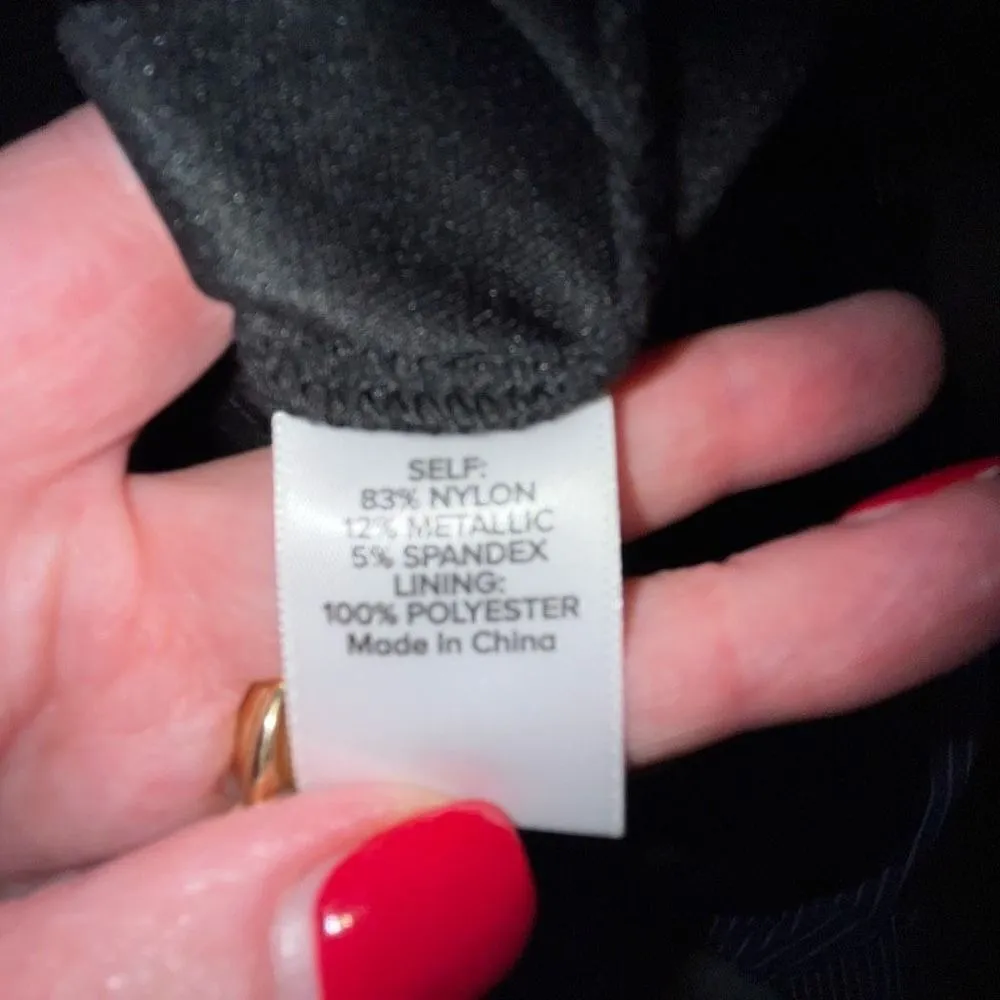 SELF:
83% NYLON
12% METALLIC
5% SPANDEX
LINING:
100% POLYESTER
Made In China